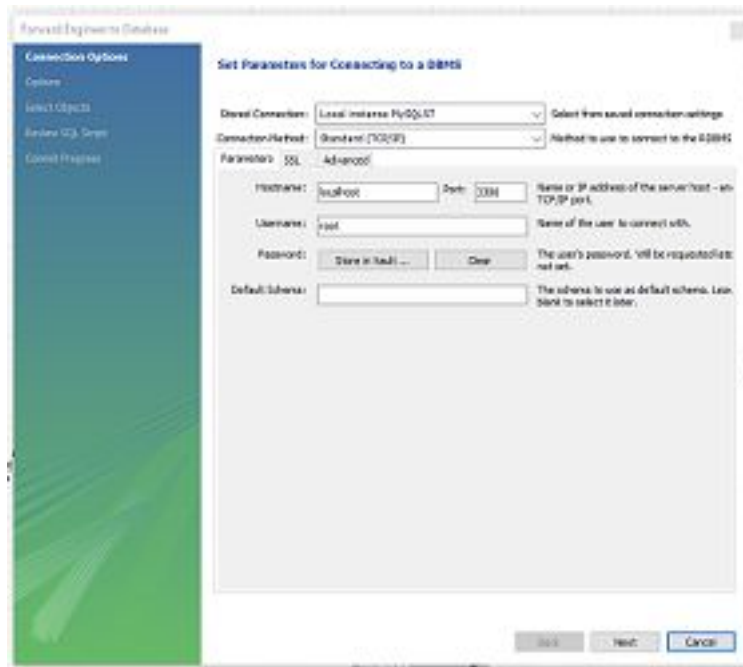 Forward Engineer to Database
Connection Options
Options
Select Objects
Review SQL Script
Commit Progress
Set Parameters for Connecting to a DBMS
Stored Connection: Local instance MySQL57 Select from saved connection settings
Connection Method: Standard (TCP/IP) Method to use to connect to the RDBMS
Parameters SSL Advanced
Hostname: localhost Port: 3306 Name or IP address of the server host - an
TCP/IP port.
Username: root Name of the user to connect with.
Password: Store in Vault ... Clear The user's password. Will be requested late
not set.
Default Schema: The schema to use as default schema. Leav
blank to select it later.
Back Next Cancel